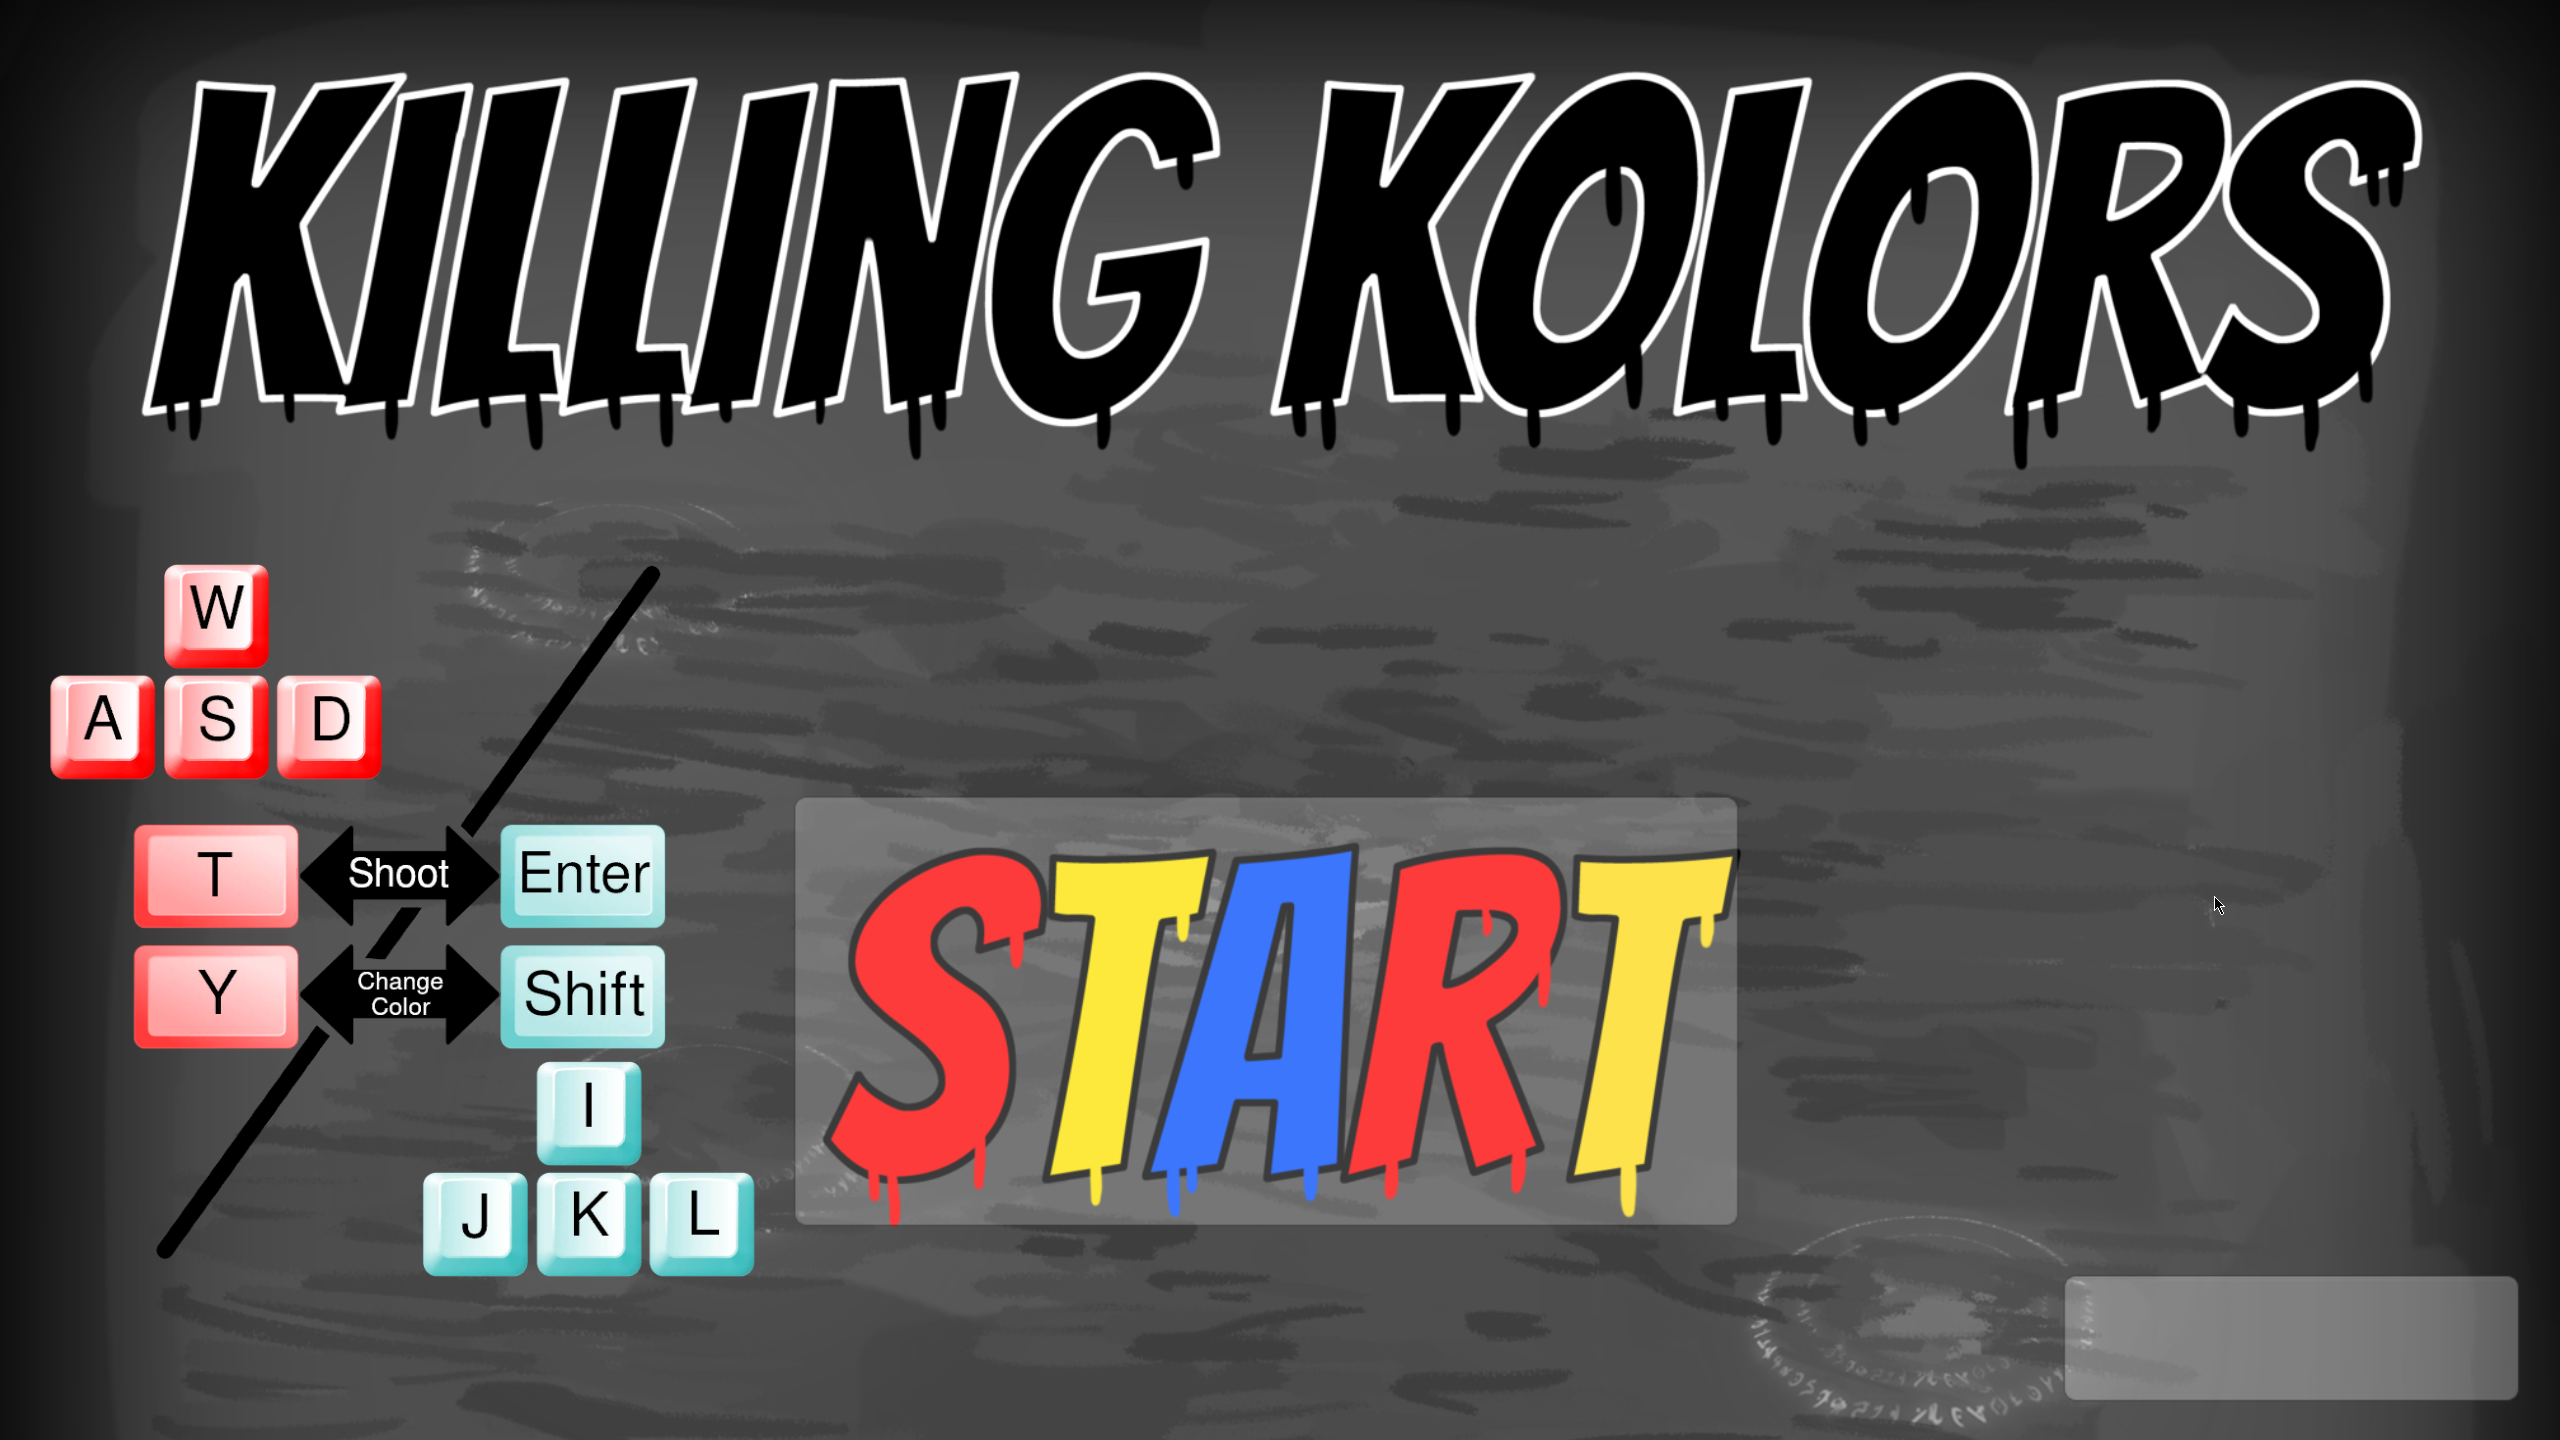 KILLING KOLORS
W
A S D
T Shoot Enter
Y Change Color Shift
I
J K L
START